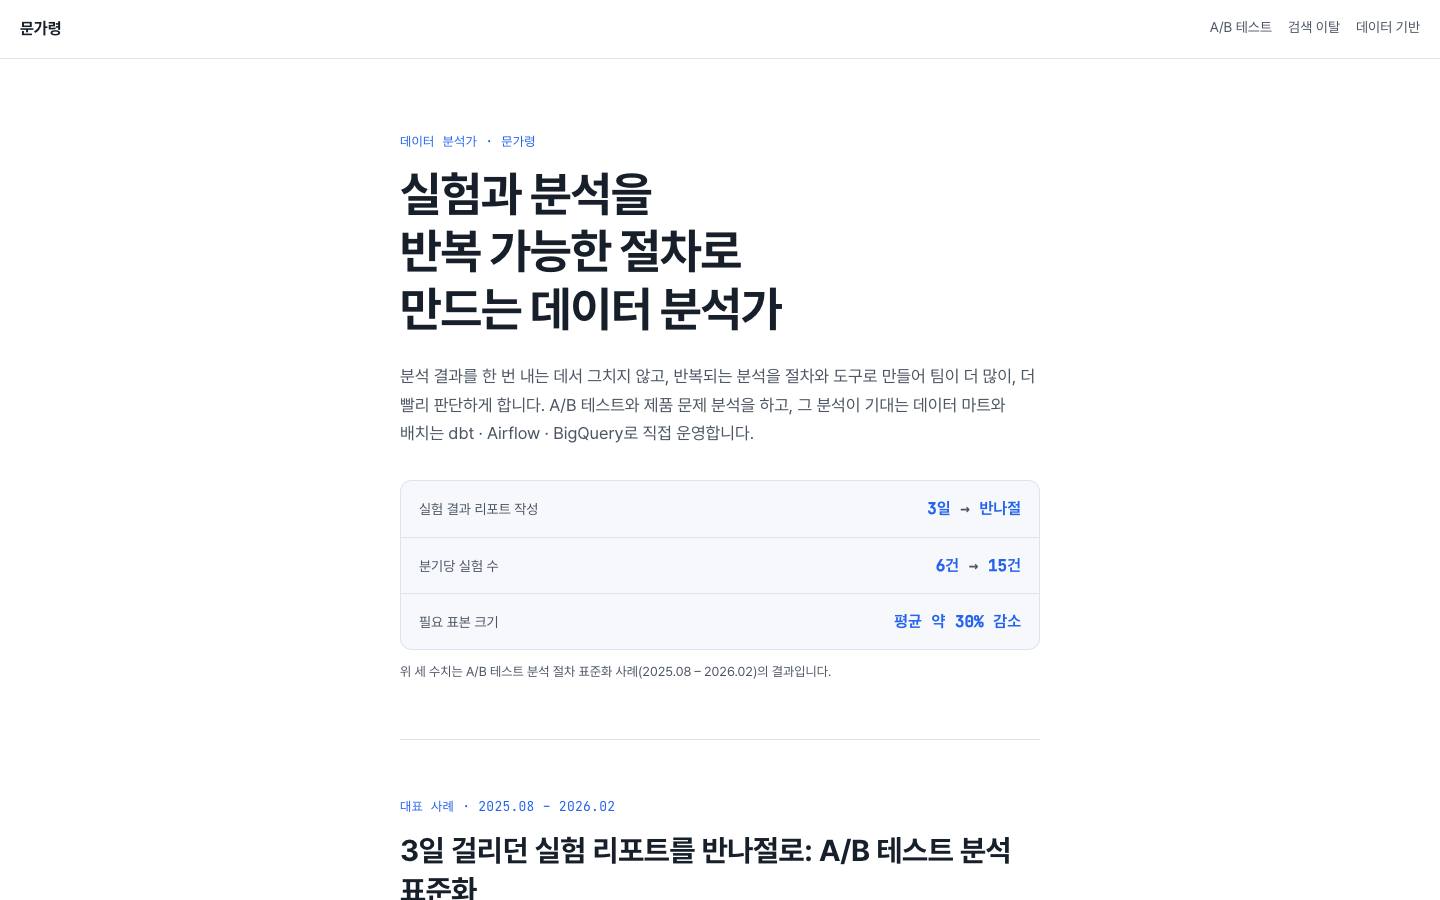 문가령
A/B 테스트 검색 이탈 데이터 기반
데이터 분석가 · 문가령
실험과 분석을
반복 가능한 절차로
만드는 데이터 분석가
분석 결과를 한 번 내는 데서 그치지 않고, 반복되는 분석을 절차와 도구로 만들어 팀이 더 많이, 더
빨리 판단하게 합니다. A/B 테스트와 제품 문제 분석을 하고, 그 분석이 기대는 데이터 마트와
배치는 dbt · Airflow · BigQuery로 직접 운영합니다.
실험 결과 리포트 작성 3일 → 반나절
분기당 실험 수 6건 → 15건
필요 표본 크기 평균 약 30% 감소
위 세 수치는 A/B 테스트 분석 절차 표준화 사례(2025.08 – 2026.02)의 결과입니다.
대표 사례 · 2025.08 – 2026.02
3일 걸리던 실험 리포트를 반나절로: A/B 테스트 분석
표준화